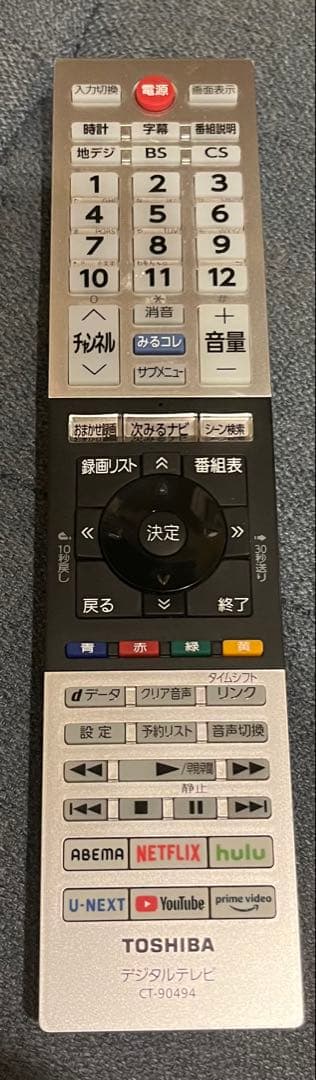 入力切換 電源 画面表示
時計 字幕 番組説明
地デジ BS CS
1 2 3
4 5 6
7 8 9
10 11 12
チャンネル 消音 + 音量 -
みるコレ
サブメニュー
おまかせ録画 次みるナビ シーン検索
録画リスト 番組表
10秒戻し 決定 30秒送り
戻る 終了
青 赤 緑 黄
タイムシフト
dデータ クリア音声 リンク
設定 予約リスト 音声切換
静止
ABEMA NETFLIX hulu
U-NEXT YouTube prime video
TOSHIBA
デジタルテレビ
CT-90494